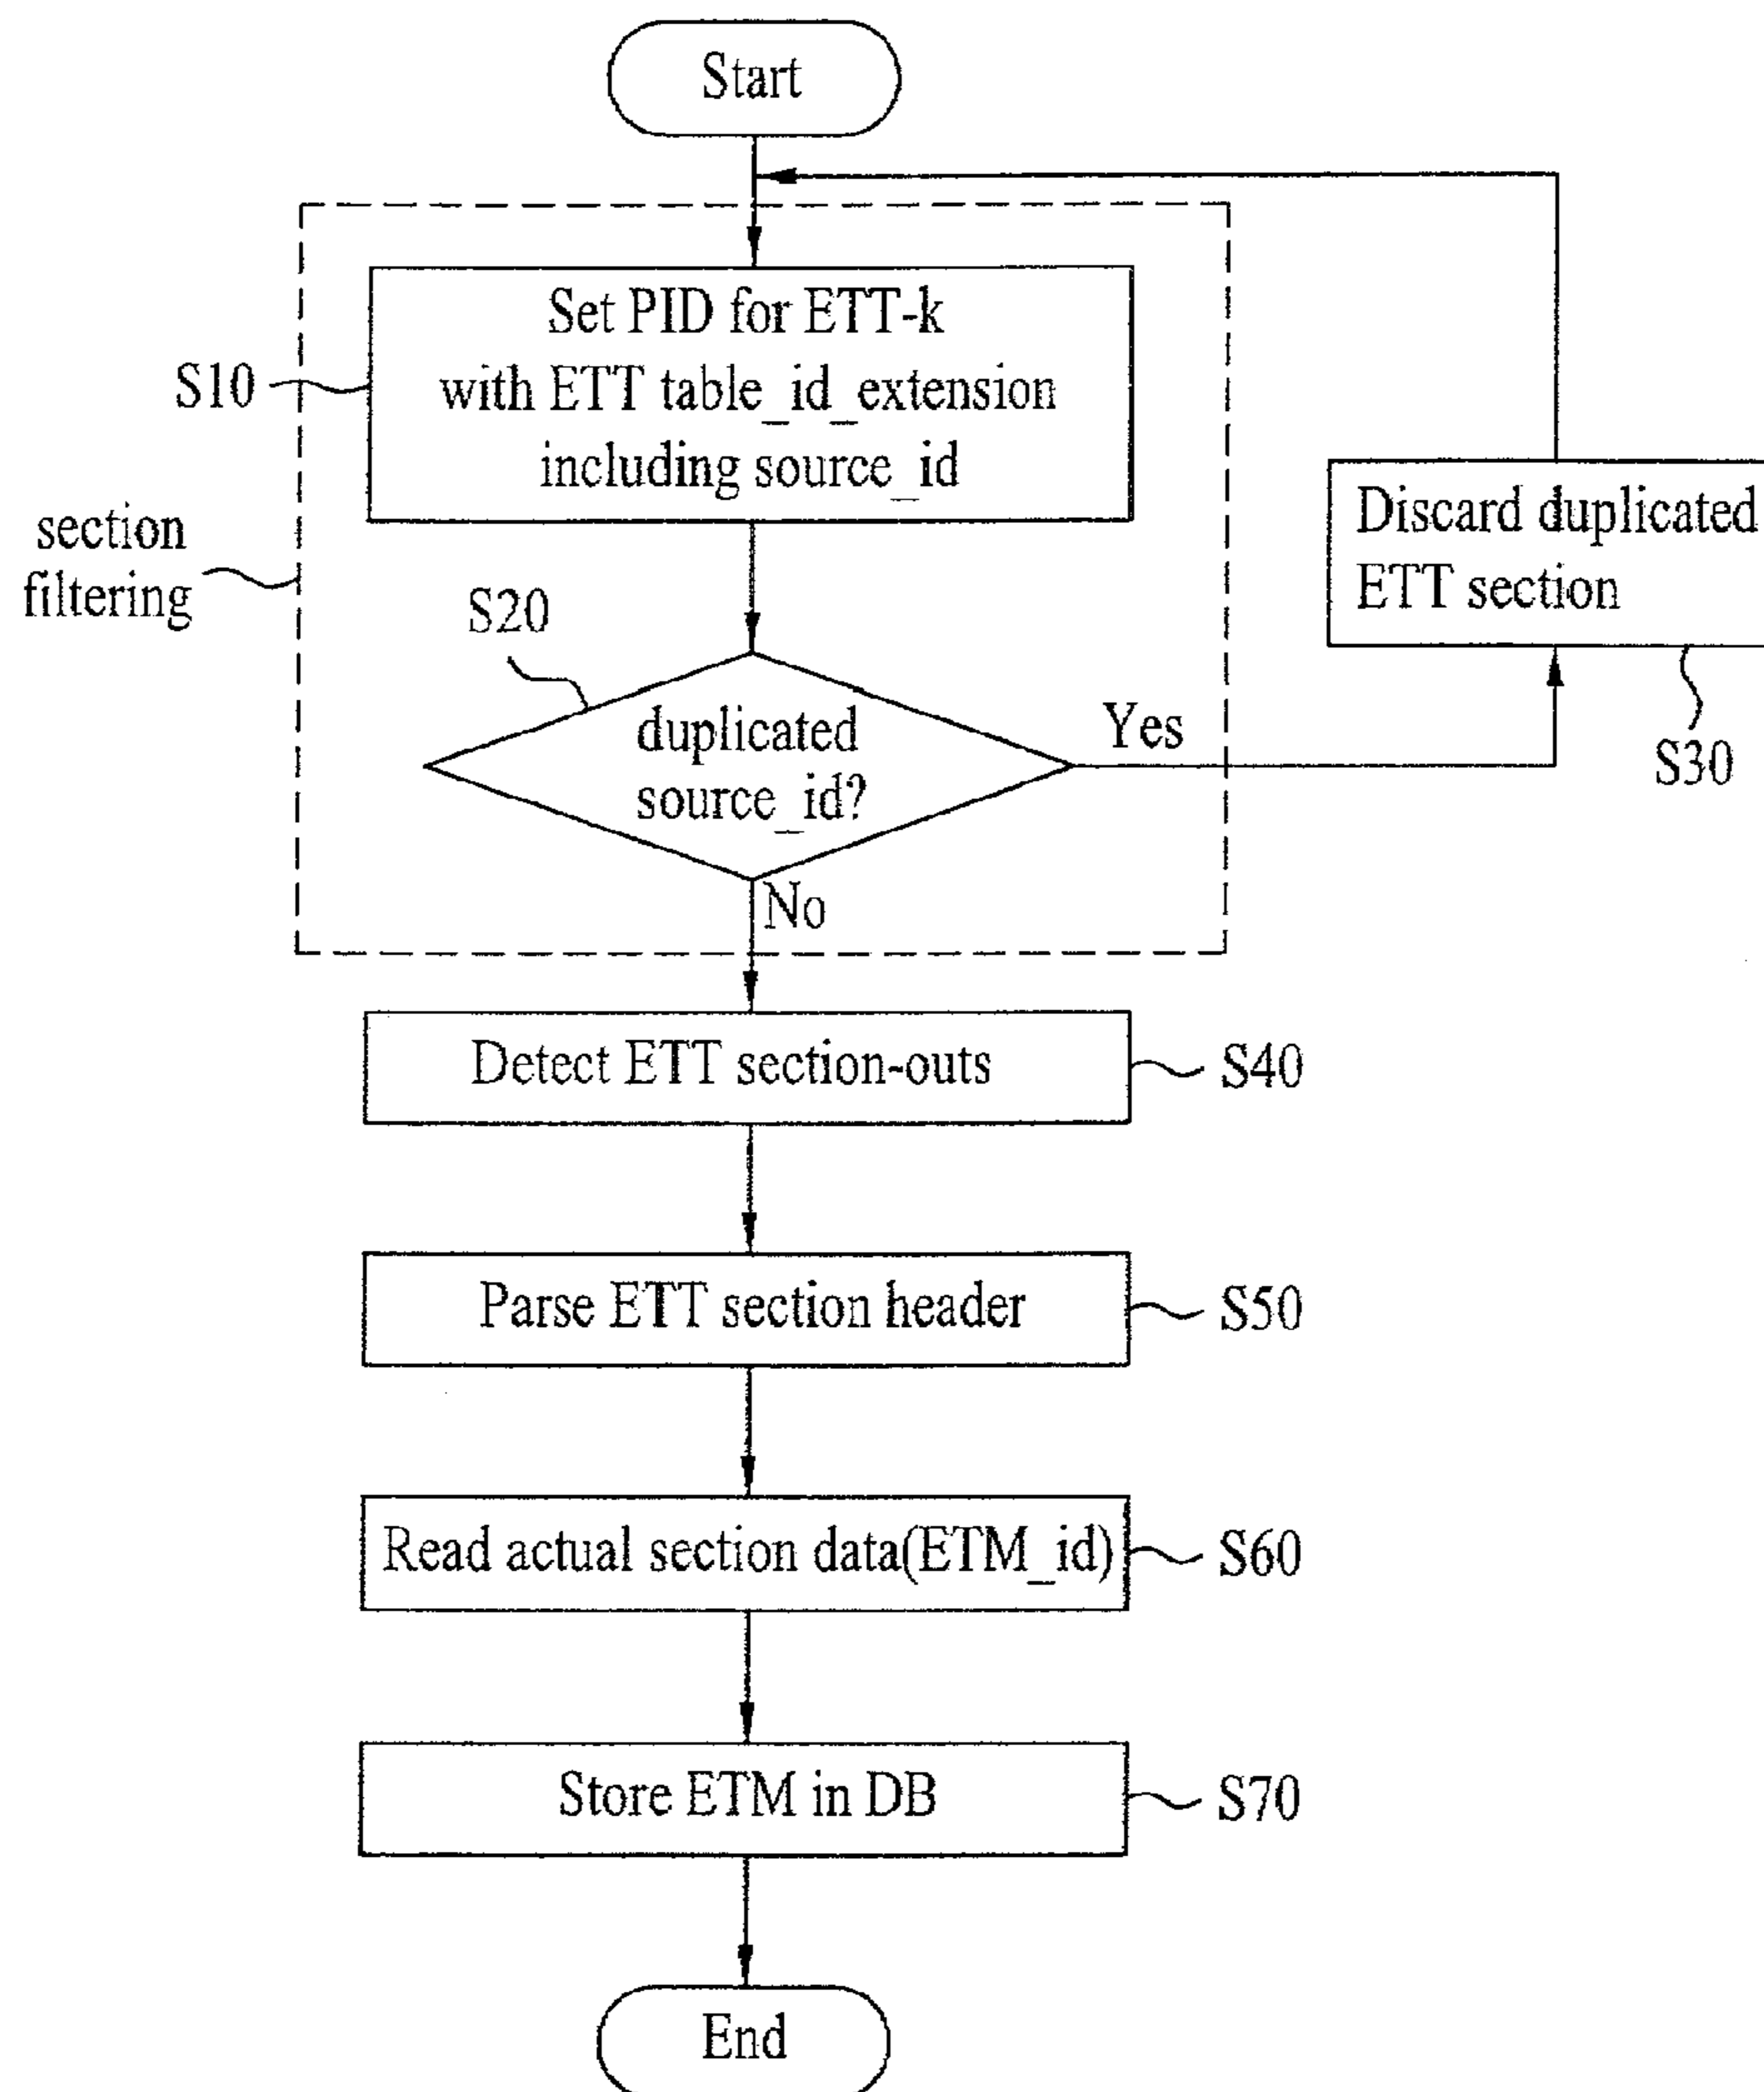 Start
Set PID for ETT-k
with ETT table_id_extension
including source_id
S10
Discard duplicated
ETT section
S30
section
filtering
S20
duplicated
source_id?
Yes
No
Detect ETT section-outs
S40
Parse ETT section header
S50
Read actual section data(ETM_id)
S60
Store ETM in DB
S70
End